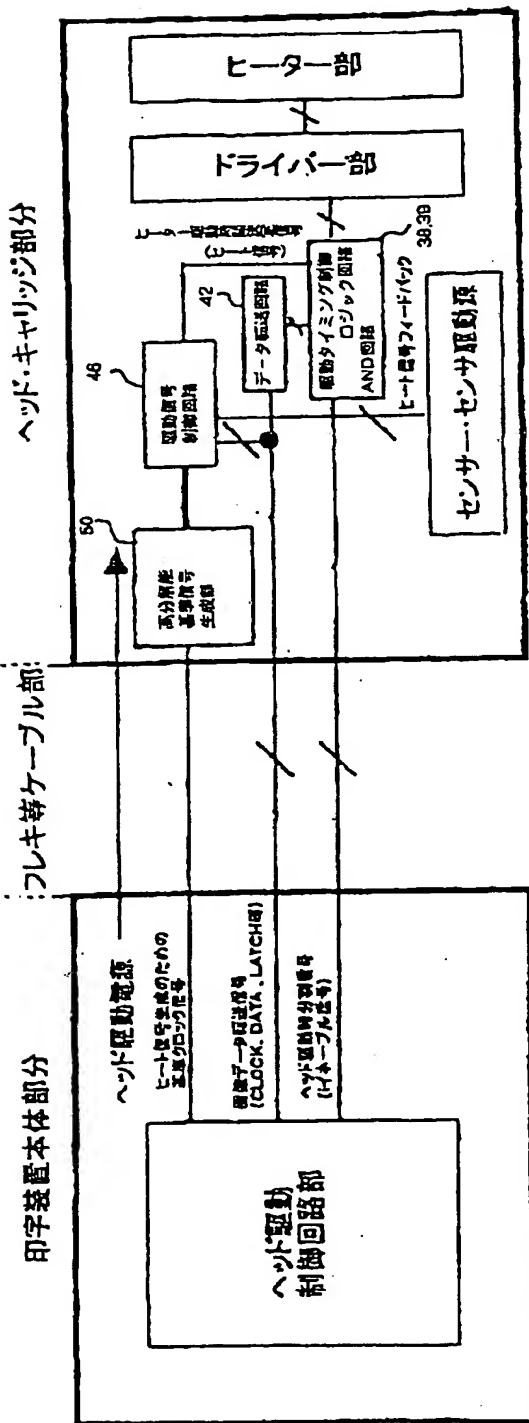 印字装置本体部分
フレキ等ケーブル部
ヘッド・キャリッジ部分
ヘッド駆動
制御回路部
ヘッド駆動電源
ヒート信号生成のための
基準クロック信号
画像データ転送信号
(CLOCK, DATA, LATCH等)
ヘッド駆動時分割信号
(イネーブル信号)
50
高分解能
基準信号
生成部
46
駆動信号
制御回路
42
データ転送回路
(ヒート信号)
38,39
駆動タイミング制御
ロジック回路
AND回路
ヒート信号フィードバック
ドライバー部
ヒーター部
センサー・センサ駆動源